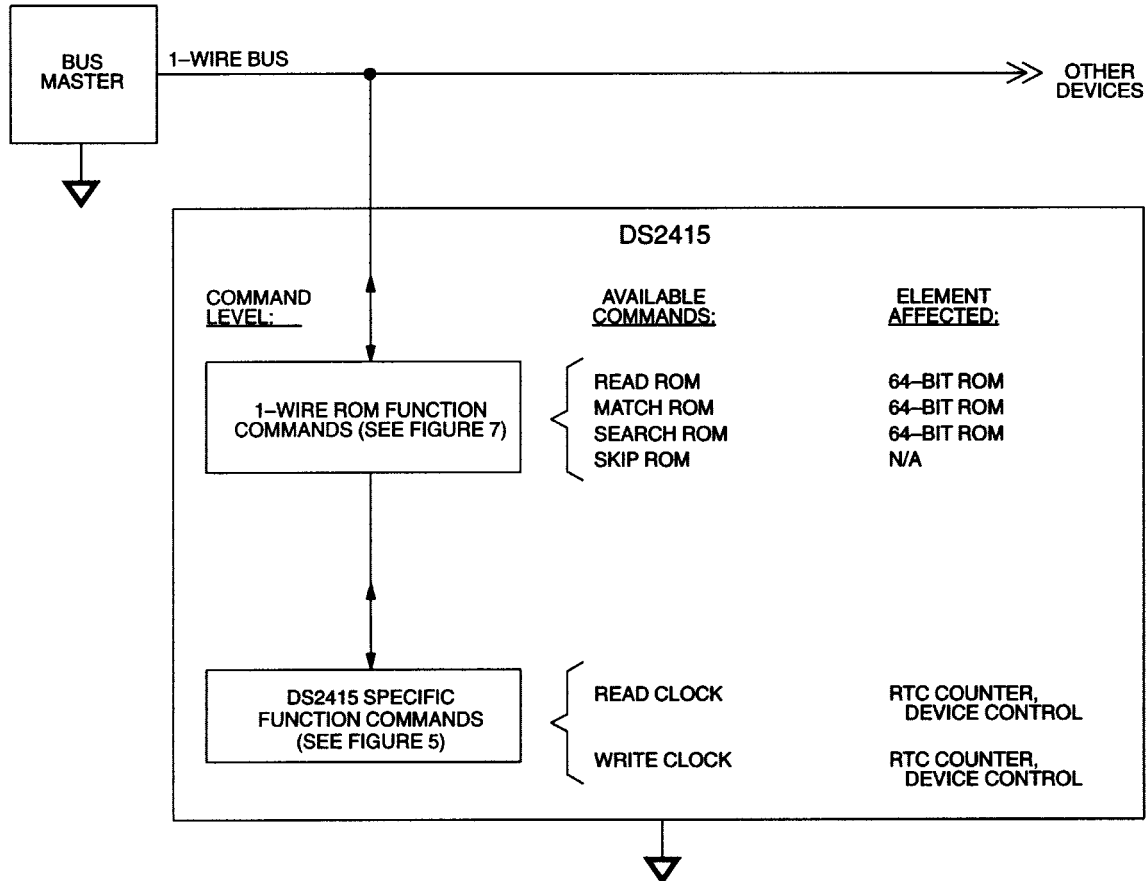 BUS
MASTER
1–WIRE BUS
OTHER
DEVICES
DS2415
COMMAND
LEVEL:
AVAILABLE
COMMANDS:
ELEMENT
AFFECTED:
1–WIRE ROM FUNCTION
COMMANDS (SEE FIGURE 7)
READ ROM 64–BIT ROM
MATCH ROM 64–BIT ROM
SEARCH ROM 64–BIT ROM
SKIP ROM N/A
DS2415 SPECIFIC
FUNCTION COMMANDS
(SEE FIGURE 5)
READ CLOCK RTC COUNTER,
DEVICE CONTROL
WRITE CLOCK RTC COUNTER,
DEVICE CONTROL